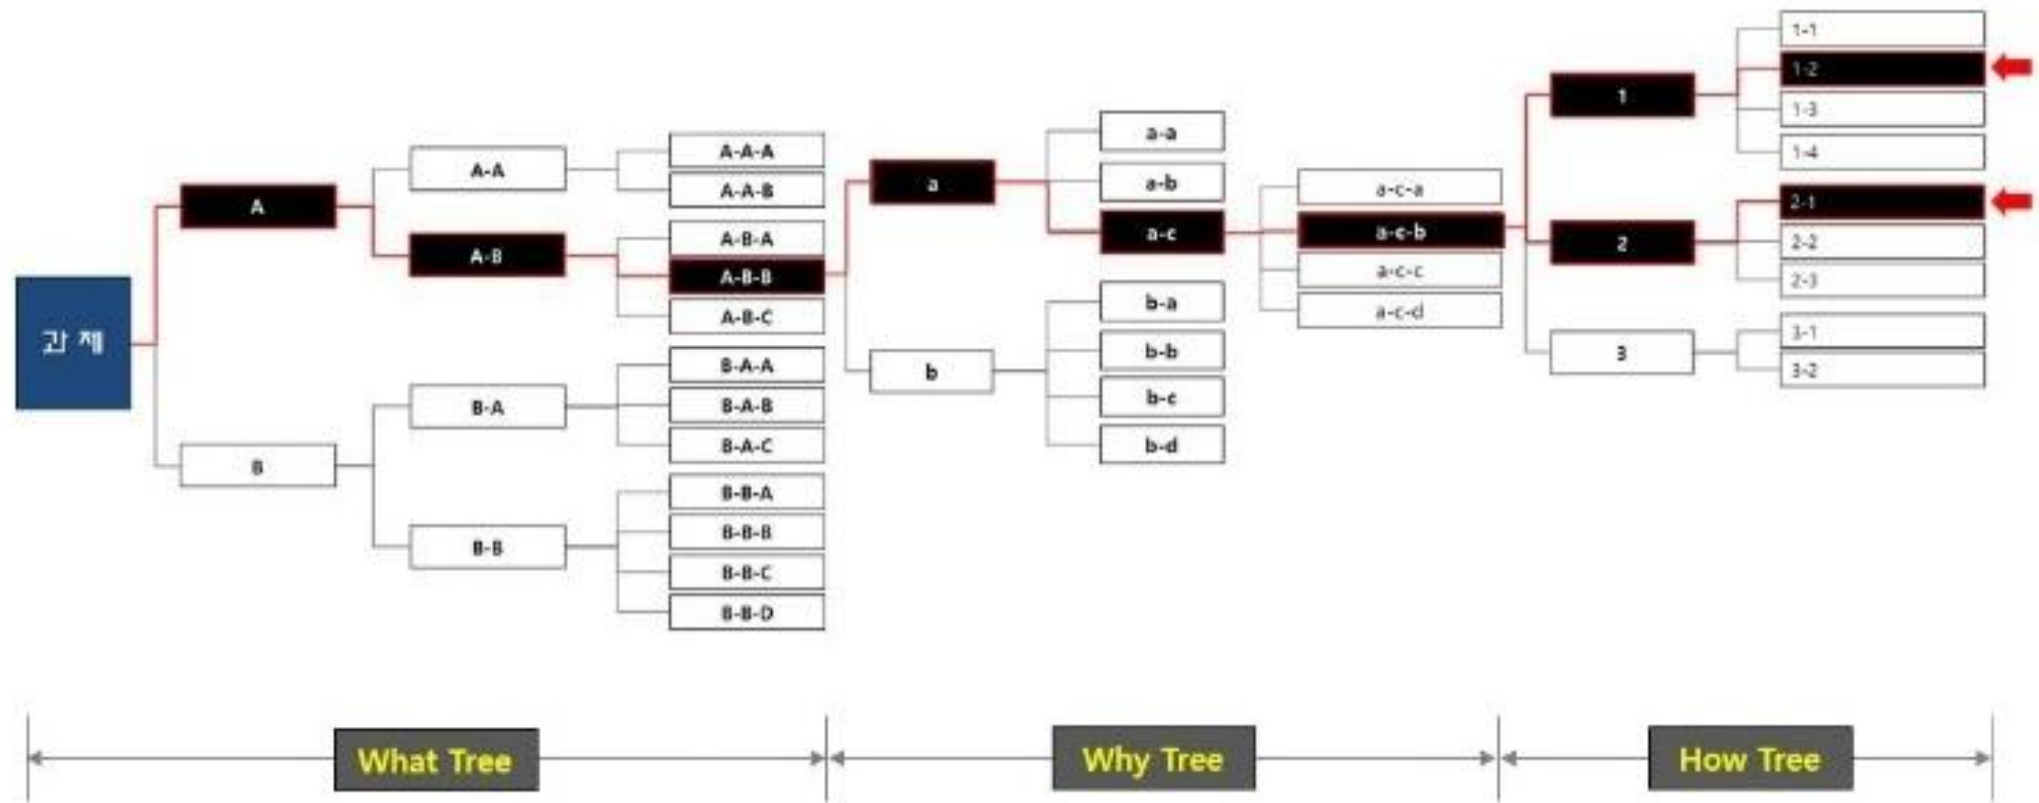 과 제
A
B
A-A
A-B
B-A
B-B
A-A-A
A-A-B
A-B-A
A-B-B
A-B-C
B-A-A
B-A-B
B-A-C
B-B-A
B-B-B
B-B-C
B-B-D
a
b
a-a
a-b
a-c
b-a
b-b
b-c
b-d
a-c-a
a-c-b
a-c-c
a-c-d
1
2
3
1-1
1-2
1-3
1-4
2-1
2-2
2-3
3-1
3-2
What Tree
Why Tree
How Tree